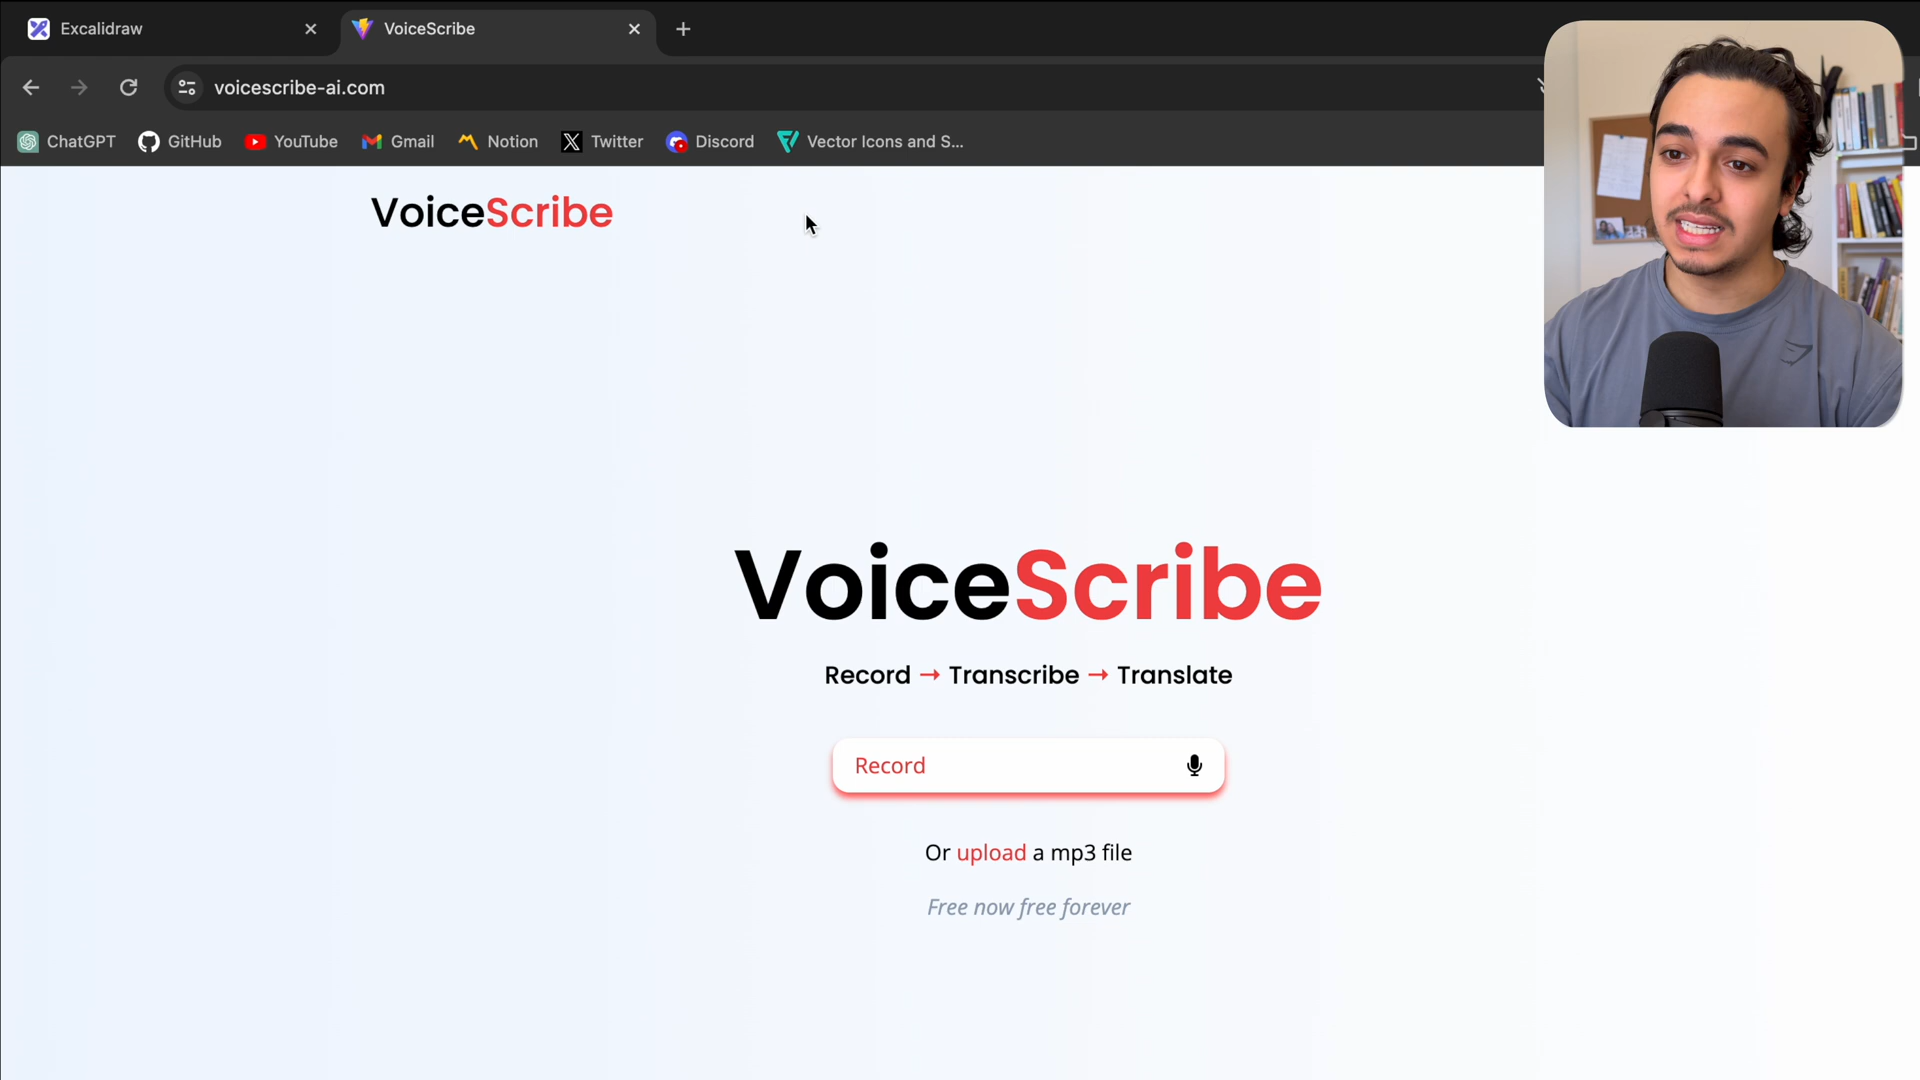 Excalidraw
VoiceScribe
voicescribe-ai.com
ChatGPT
GitHub
YouTube
Gmail
Notion
Twitter
Discord
Vector Icons and S...
VoiceScribe
VoiceScribe
Record → Transcribe → Translate
Record
Or upload a mp3 file
Free now free forever